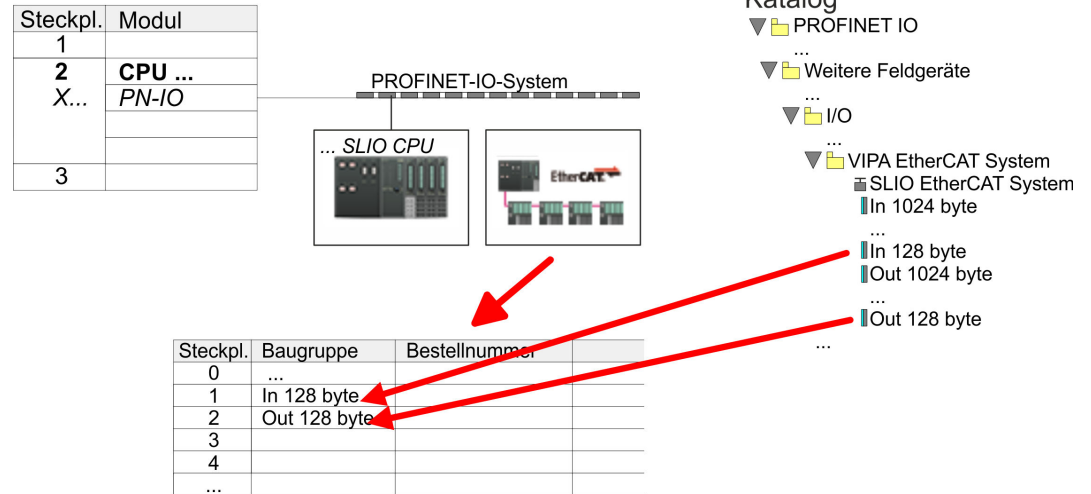 Steckpl. Modul
1
2 CPU ...
X... PN-IO
3
PROFINET-IO-System
... SLIO CPU
EtherCAT
Katalog
PROFINET IO
...
Weitere Feldgeräte
...
I/O
...
VIPA EtherCAT System
SLIO EtherCAT System
In 1024 byte
...
In 128 byte
Out 1024 byte
...
Out 128 byte
...
Steckpl. Baugruppe Bestellnummer
0 ...
1 In 128 byte
2 Out 128 byte
3
4
...